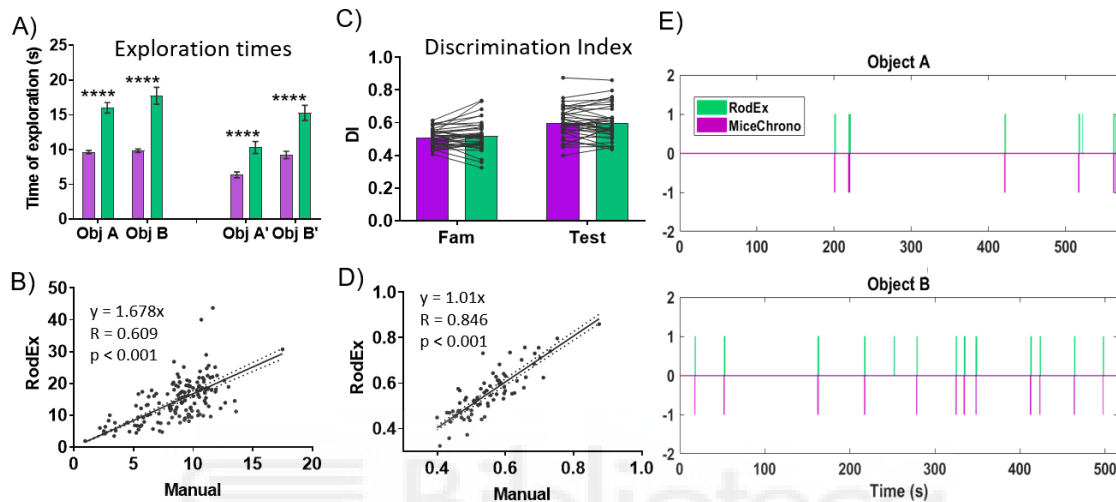 A)
Exploration times
Time of exploration (s)
25
20
15
10
5
0
**** **** **** ****
Obj A Obj B Obj A' Obj B'
C)
Discrimination Index
DI
1.0
0.8
0.6
0.4
0.2
0.0
Fam Test
B)
RodEx
50
40
30
20
10
0
y = 1.678x
R = 0.609
p < 0.001
0 5 10 15 20
Manual
D)
RodEx
1.0
0.8
0.6
0.4
y = 1.01x
R = 0.846
p < 0.001
0.4 0.6 0.8 1.0
Manual
E)
Object A
RodEx
MiceChrono
2
1
0
-1
-2
0 100 200 300 400 500
Object B
2
1
0
-1
-2
0 100 200 300 400 500
Time (s)